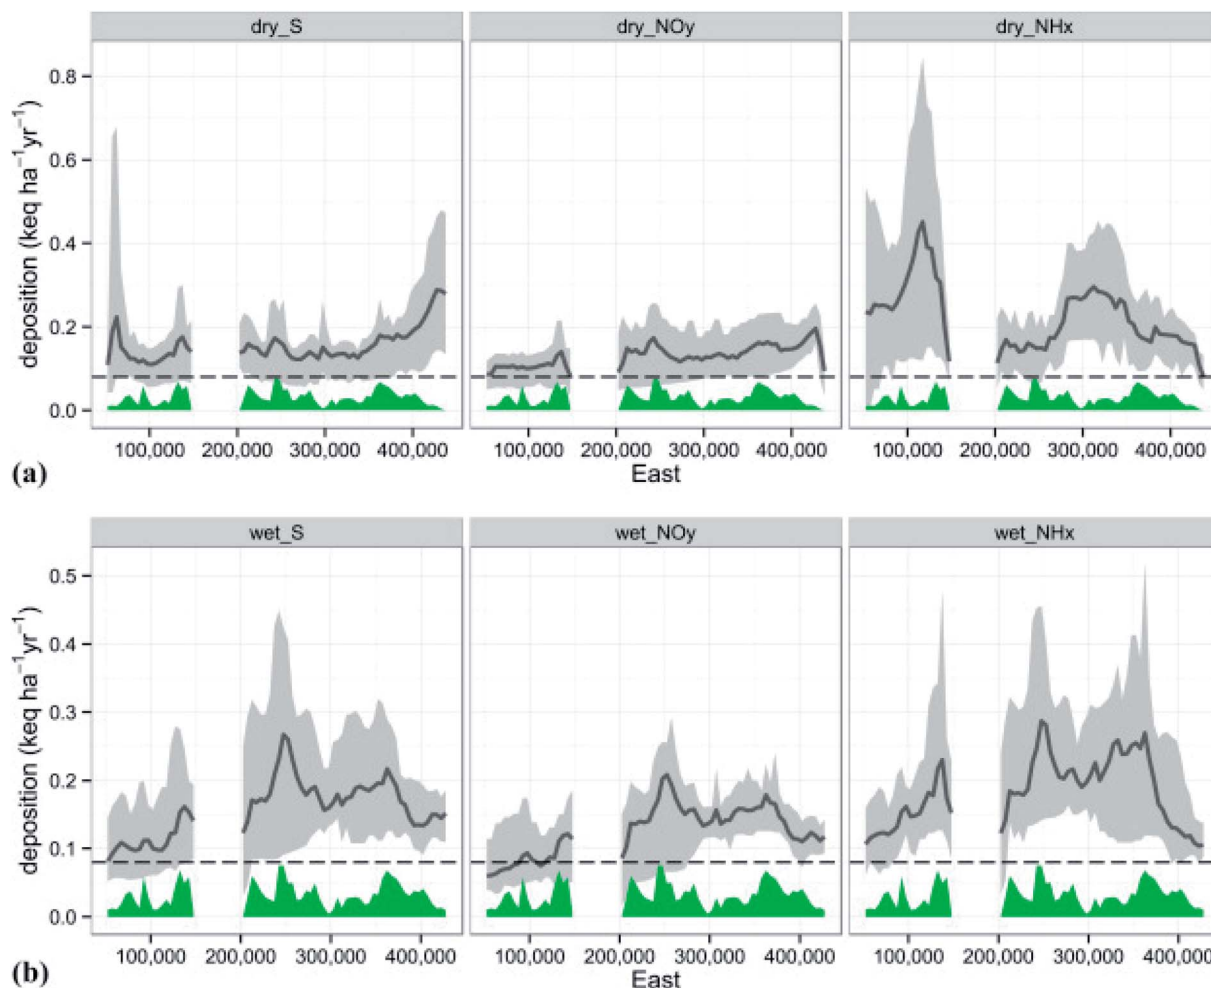 dry_S dry_NOy dry_NHx
0.8
0.6
0.4
0.2
0.0
deposition (keq ha⁻¹yr⁻¹)
100,000 200,000 300,000 400,000 100,000 200,000 300,000 400,000 100,000 200,000 300,000 400,000
(a) East
wet_S wet_NOy wet_NHx
0.5
0.4
0.3
0.2
0.1
0.0
deposition (keq ha⁻¹yr⁻¹)
100,000 200,000 300,000 400,000 100,000 200,000 300,000 400,000 100,000 200,000 300,000 400,000
(b) East